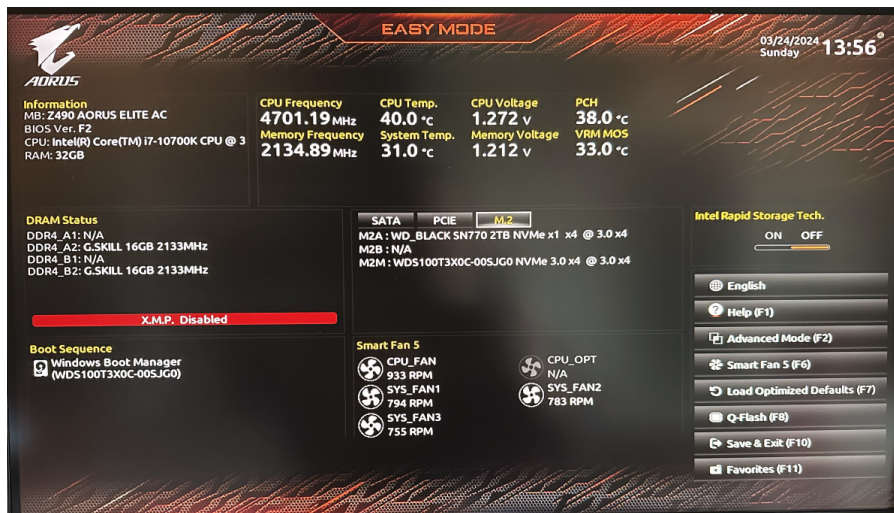 EASY MODE
03/24/2024
Sunday
13:56
AORUS
Information
MB: Z490 AORUS ELITE AC
BIOS Ver. F2
CPU: Intel(R) Core(TM) i7-10700K CPU @ 3
RAM: 32GB
CPU Frequency
4701.19 MHz
Memory Frequency
2134.89 MHz
CPU Temp.
40.0 °C
System Temp.
31.0 °C
CPU Voltage
1.272 V
Memory Voltage
1.212 V
PCH
38.0 °C
VRM MOS
33.0 °C
DRAM Status
DDR4_A1: N/A
DDR4_A2: G.SKILL 16GB 2133MHz
DDR4_B1: N/A
DDR4_B2: G.SKILL 16GB 2133MHz
X.M.P. Disabled
SATA PCIE M.2
M2A : WD_BLACK SN770 2TB NVMe x1 x4 @ 3.0 x4
M2B : N/A
M2M : WDS100T3X0C-00SJG0 NVMe 3.0 x4 @ 3.0 x4
Intel Rapid Storage Tech.
ON OFF
Boot Sequence
Windows Boot Manager
(WDS100T3X0C-00SJG0)
Smart Fan 5
CPU_FAN
933 RPM
SYS_FAN1
794 RPM
SYS_FAN3
755 RPM
CPU_OPT
N/A
SYS_FAN2
783 RPM
English
Help (F1)
Advanced Mode (F2)
Smart Fan 5 (F6)
Load Optimized Defaults (F7)
Q-Flash (F8)
Save & Exit (F10)
Favorites (F11)